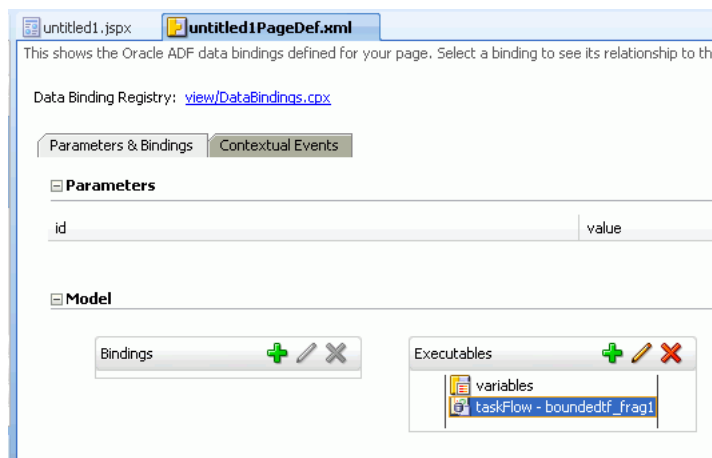 untitled1.jspx
untitled1PageDef.xml
This shows the Oracle ADF data bindings defined for your page. Select a binding to see its relationship to th
Data Binding Registry: view/DataBindings.cpx
Parameters & Bindings
Contextual Events
Parameters
id
value
Model
Bindings
Executables
variables
taskFlow - boundedtf_frag1